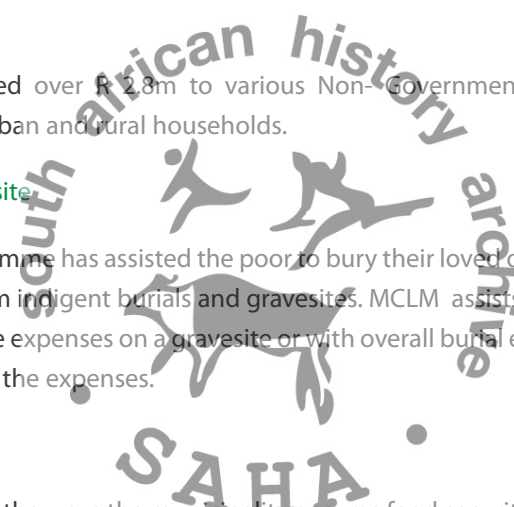 ed over R 2.8m to various Non- Government
ban and rural households.
site
mme has assisted the poor to bury their loved
m indigent burials and gravesites. MCLM assists
e expenses on a gravesite or with overall burial e
the expenses.
south african history archive
SAHA